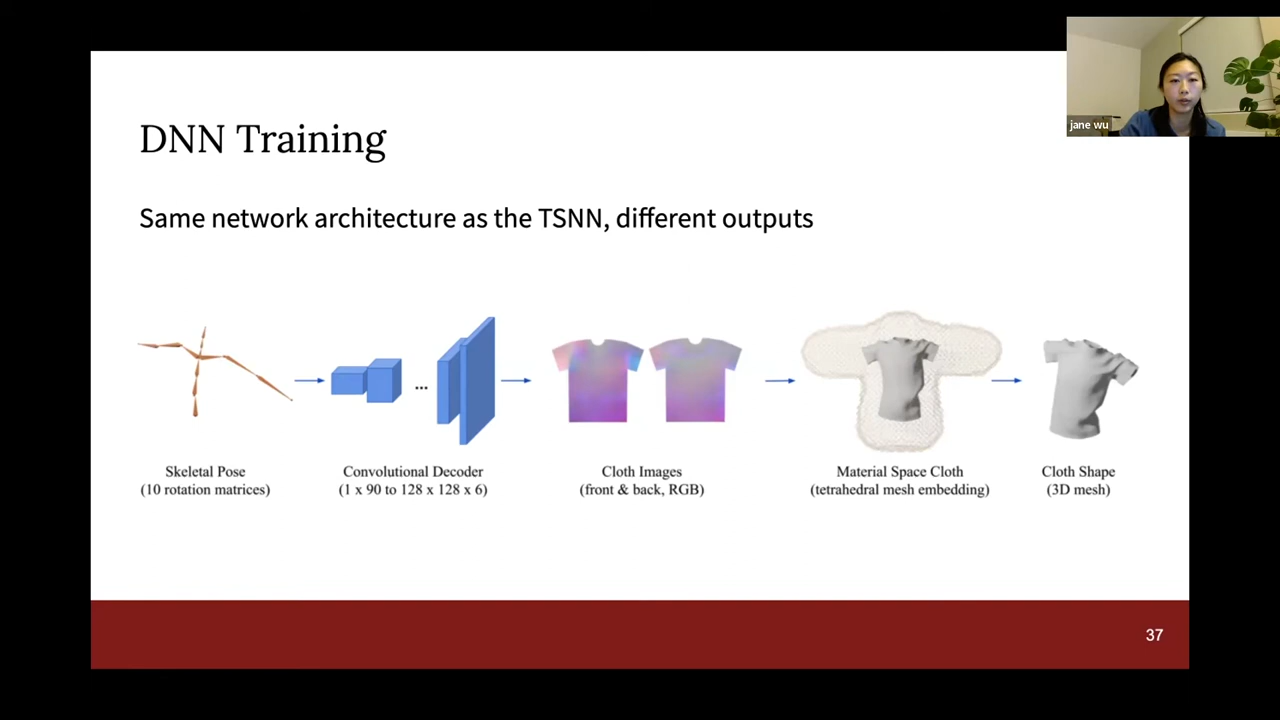 DNN Training
jane wu
Same network architecture as the TSNN, different outputs
...
Skeletal Pose
(10 rotation matrices)
Convolutional Decoder
(1 x 90 to 128 x 128 x 6)
Cloth Images
(front & back, RGB)
Material Space Cloth
(tetrahedral mesh embedding)
Cloth Shape
(3D mesh)
37